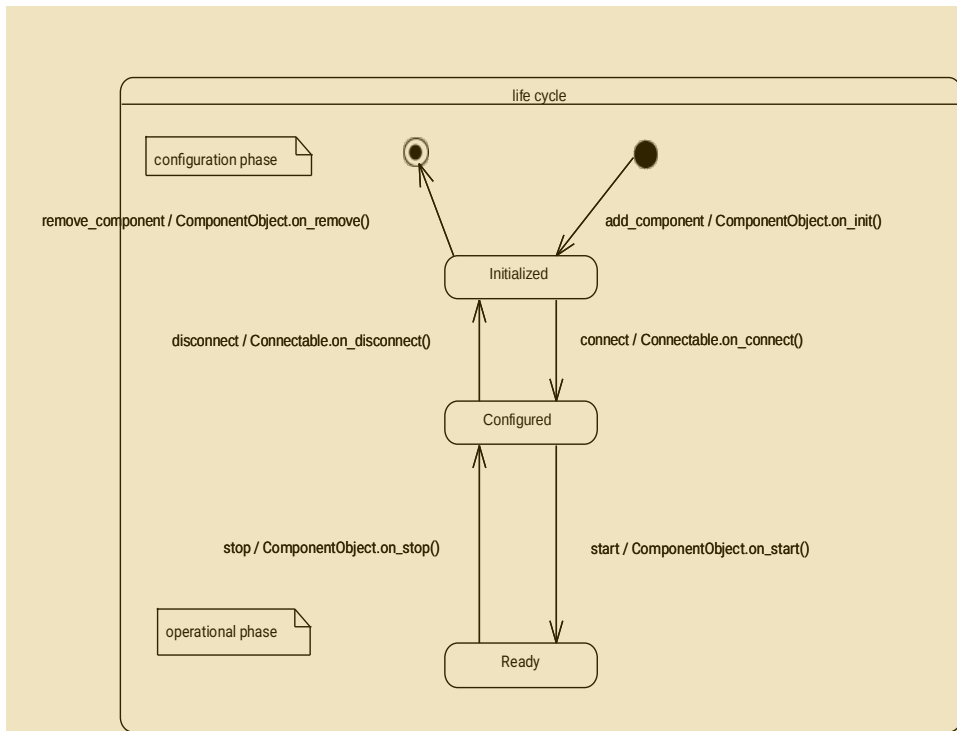 life cycle
configuration phase
remove_component / ComponentObject.on_remove()
add_component / ComponentObject.on_init()
Initialized
disconnect / Connectable.on_disconnect()
connect / Connectable.on_connect()
Configured
stop / ComponentObject.on_stop()
start / ComponentObject.on_start()
operational phase
Ready